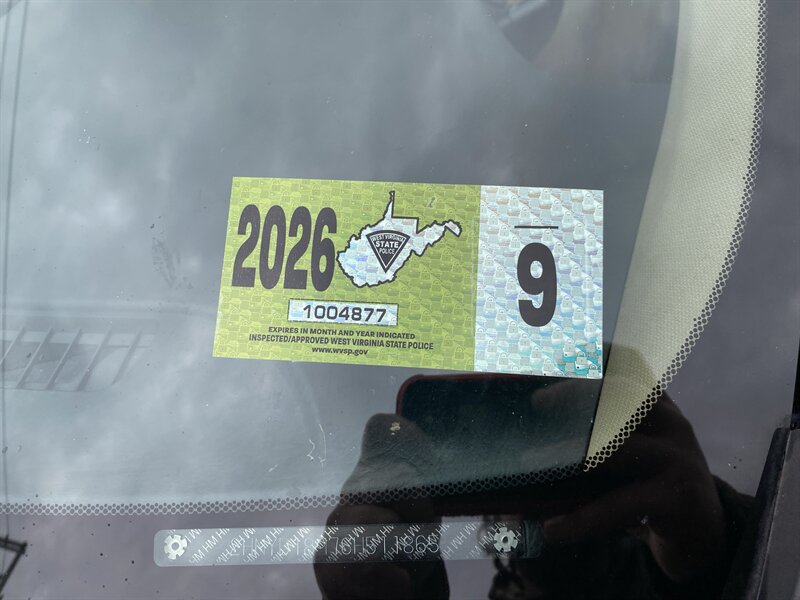 2026
WEST VIRGINIA
STATE
POLICE
9
1004877
EXPIRES IN MONTH AND YEAR INDICATED
INSPECTED/APPROVED WEST VIRGINIA STATE POLICE
www.wvsp.gov